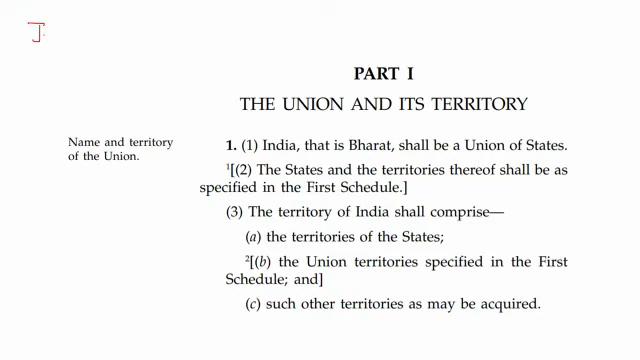 PART I
THE UNION AND ITS TERRITORY
Name and territory
of the Union.
1. (1) India, that is Bharat, shall be a Union of States.
1[(2) The States and the territories thereof shall be as
specified in the First Schedule.]
(3) The territory of India shall comprise—
(a) the territories of the States;
2[(b) the Union territories specified in the First
Schedule; and]
(c) such other territories as may be acquired.